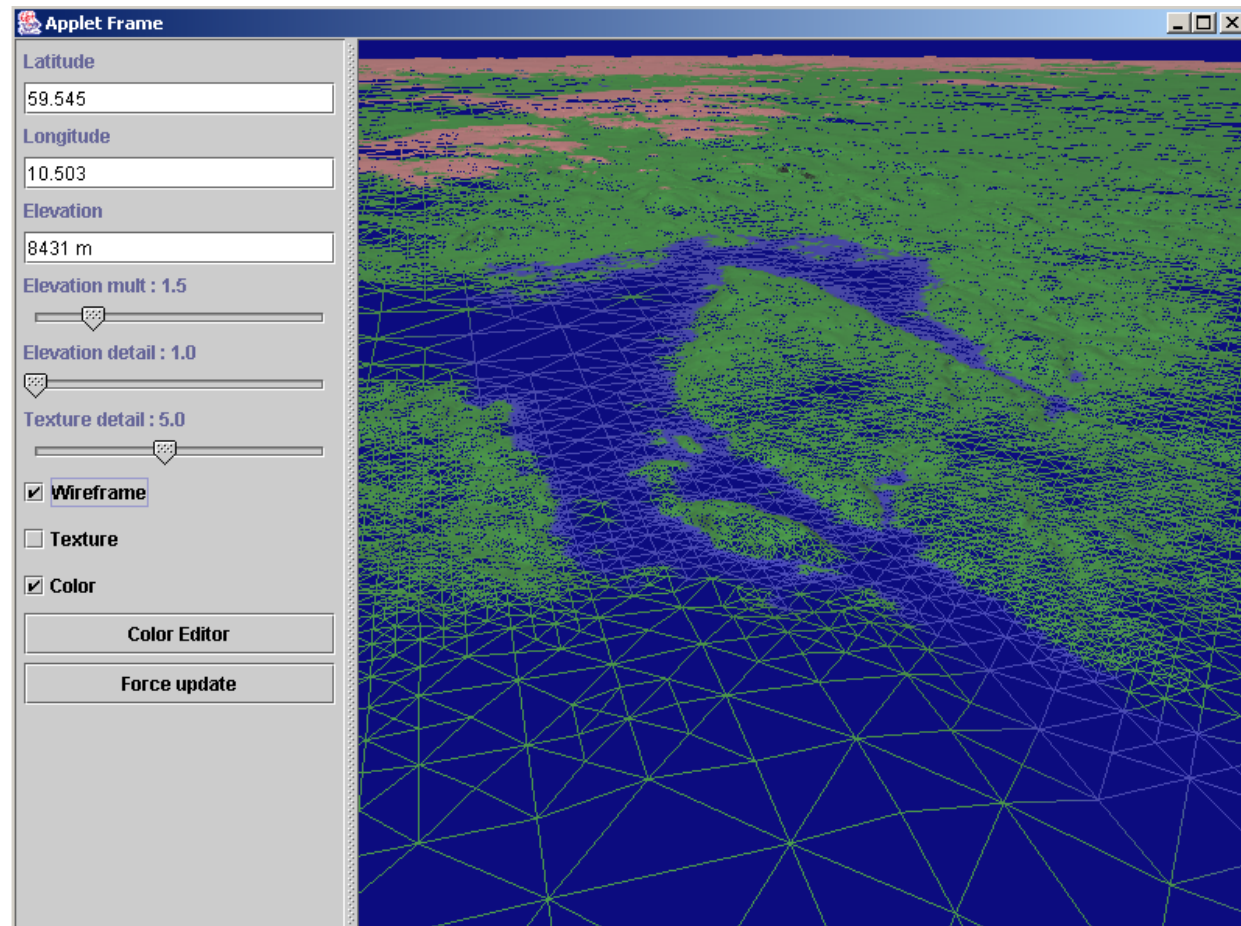 Applet Frame
Latitude
59.545
Longitude
10.503
Elevation
8431 m
Elevation mult : 1.5
Elevation detail : 1.0
Texture detail : 5.0
Wireframe
Texture
Color
Color Editor
Force update